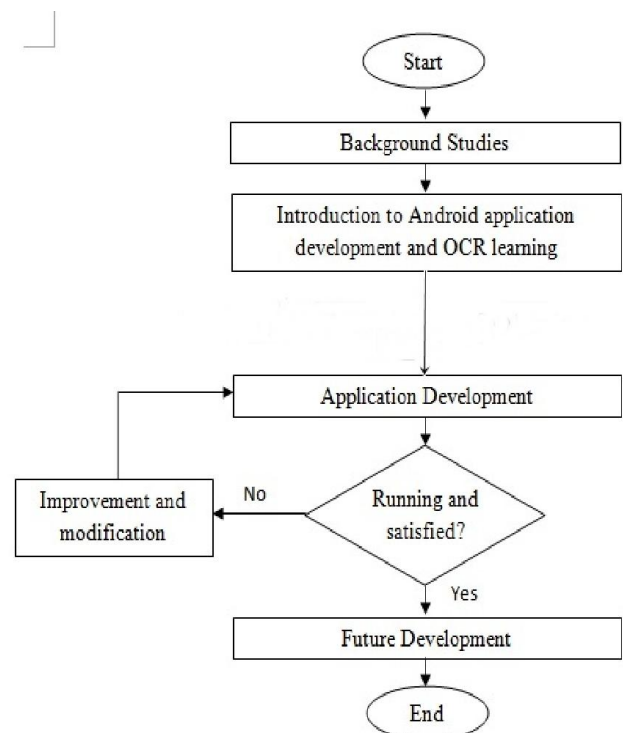 Start
Background Studies
Introduction to Android application
development and OCR learning
Application Development
Improvement and
modification
No
Running and
satisfied?
Yes
Future Development
End